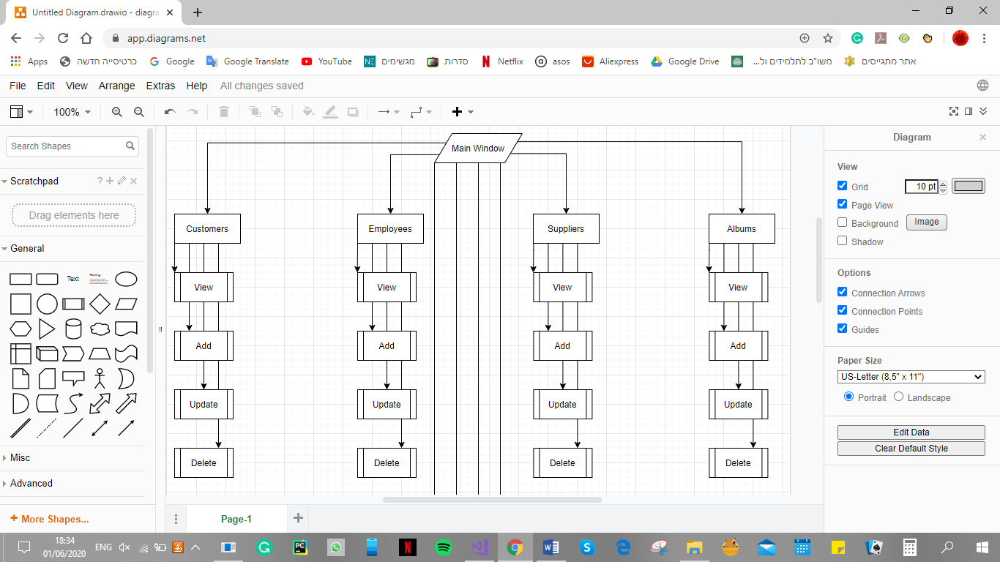 Untitled Diagram.drawio - diagra
app.diagrams.net
Apps
כרטיסייה חדשה
Google
Google Translate
YouTube
NE מגשימים
סדרות
Netflix
asos
Aliexpress
Google Drive
משו"ב לתלמידים ול...
אתר מתגייסים
File Edit View Arrange Extras Help All changes saved
100%
Search Shapes
Scratchpad ?
Drag elements here
General
Text
Heading
Misc
Advanced
+ More Shapes...
Main Window
Customers Employees Suppliers Albums
View View View View
Add Add Add Add
Update Update Update Update
Delete Delete Delete Delete
Page-1
Diagram
View
Grid 10 pt
Page View
Background Image
Shadow
Options
Connection Arrows
Connection Points
Guides
Paper Size
US-Letter (8,5" x 11")
Portrait Landscape
Edit Data
Clear Default Style
18:34
01/06/2020
ENG
PC